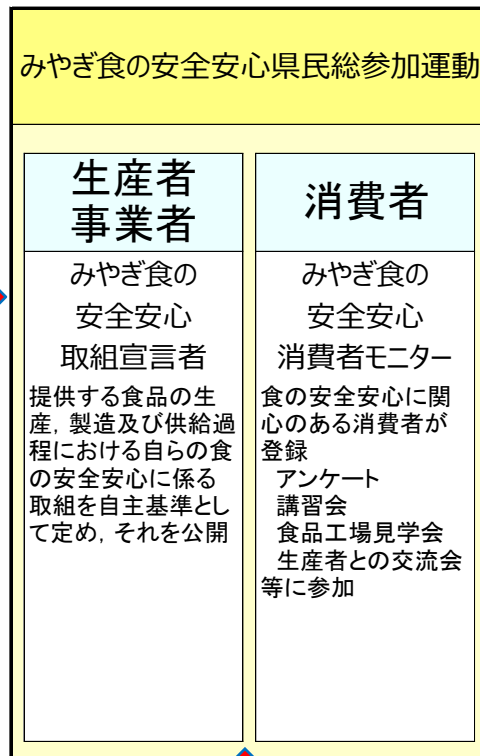 みやぎ食の安全安心県民総参加運動
生産者
事業者
みやぎ食の
安全安心
取組宣言者
提供する食品の生
産，製造及び供給過
程における自らの食
の安全安心に係る
取組を自主基準とし
て定め，それを公開
消費者
みやぎ食の
安全安心
消費者モニター
食の安全安心に関
心のある消費者が
登録
アンケート
講習会
食品工場見学会
生産者との交流会
等に参加